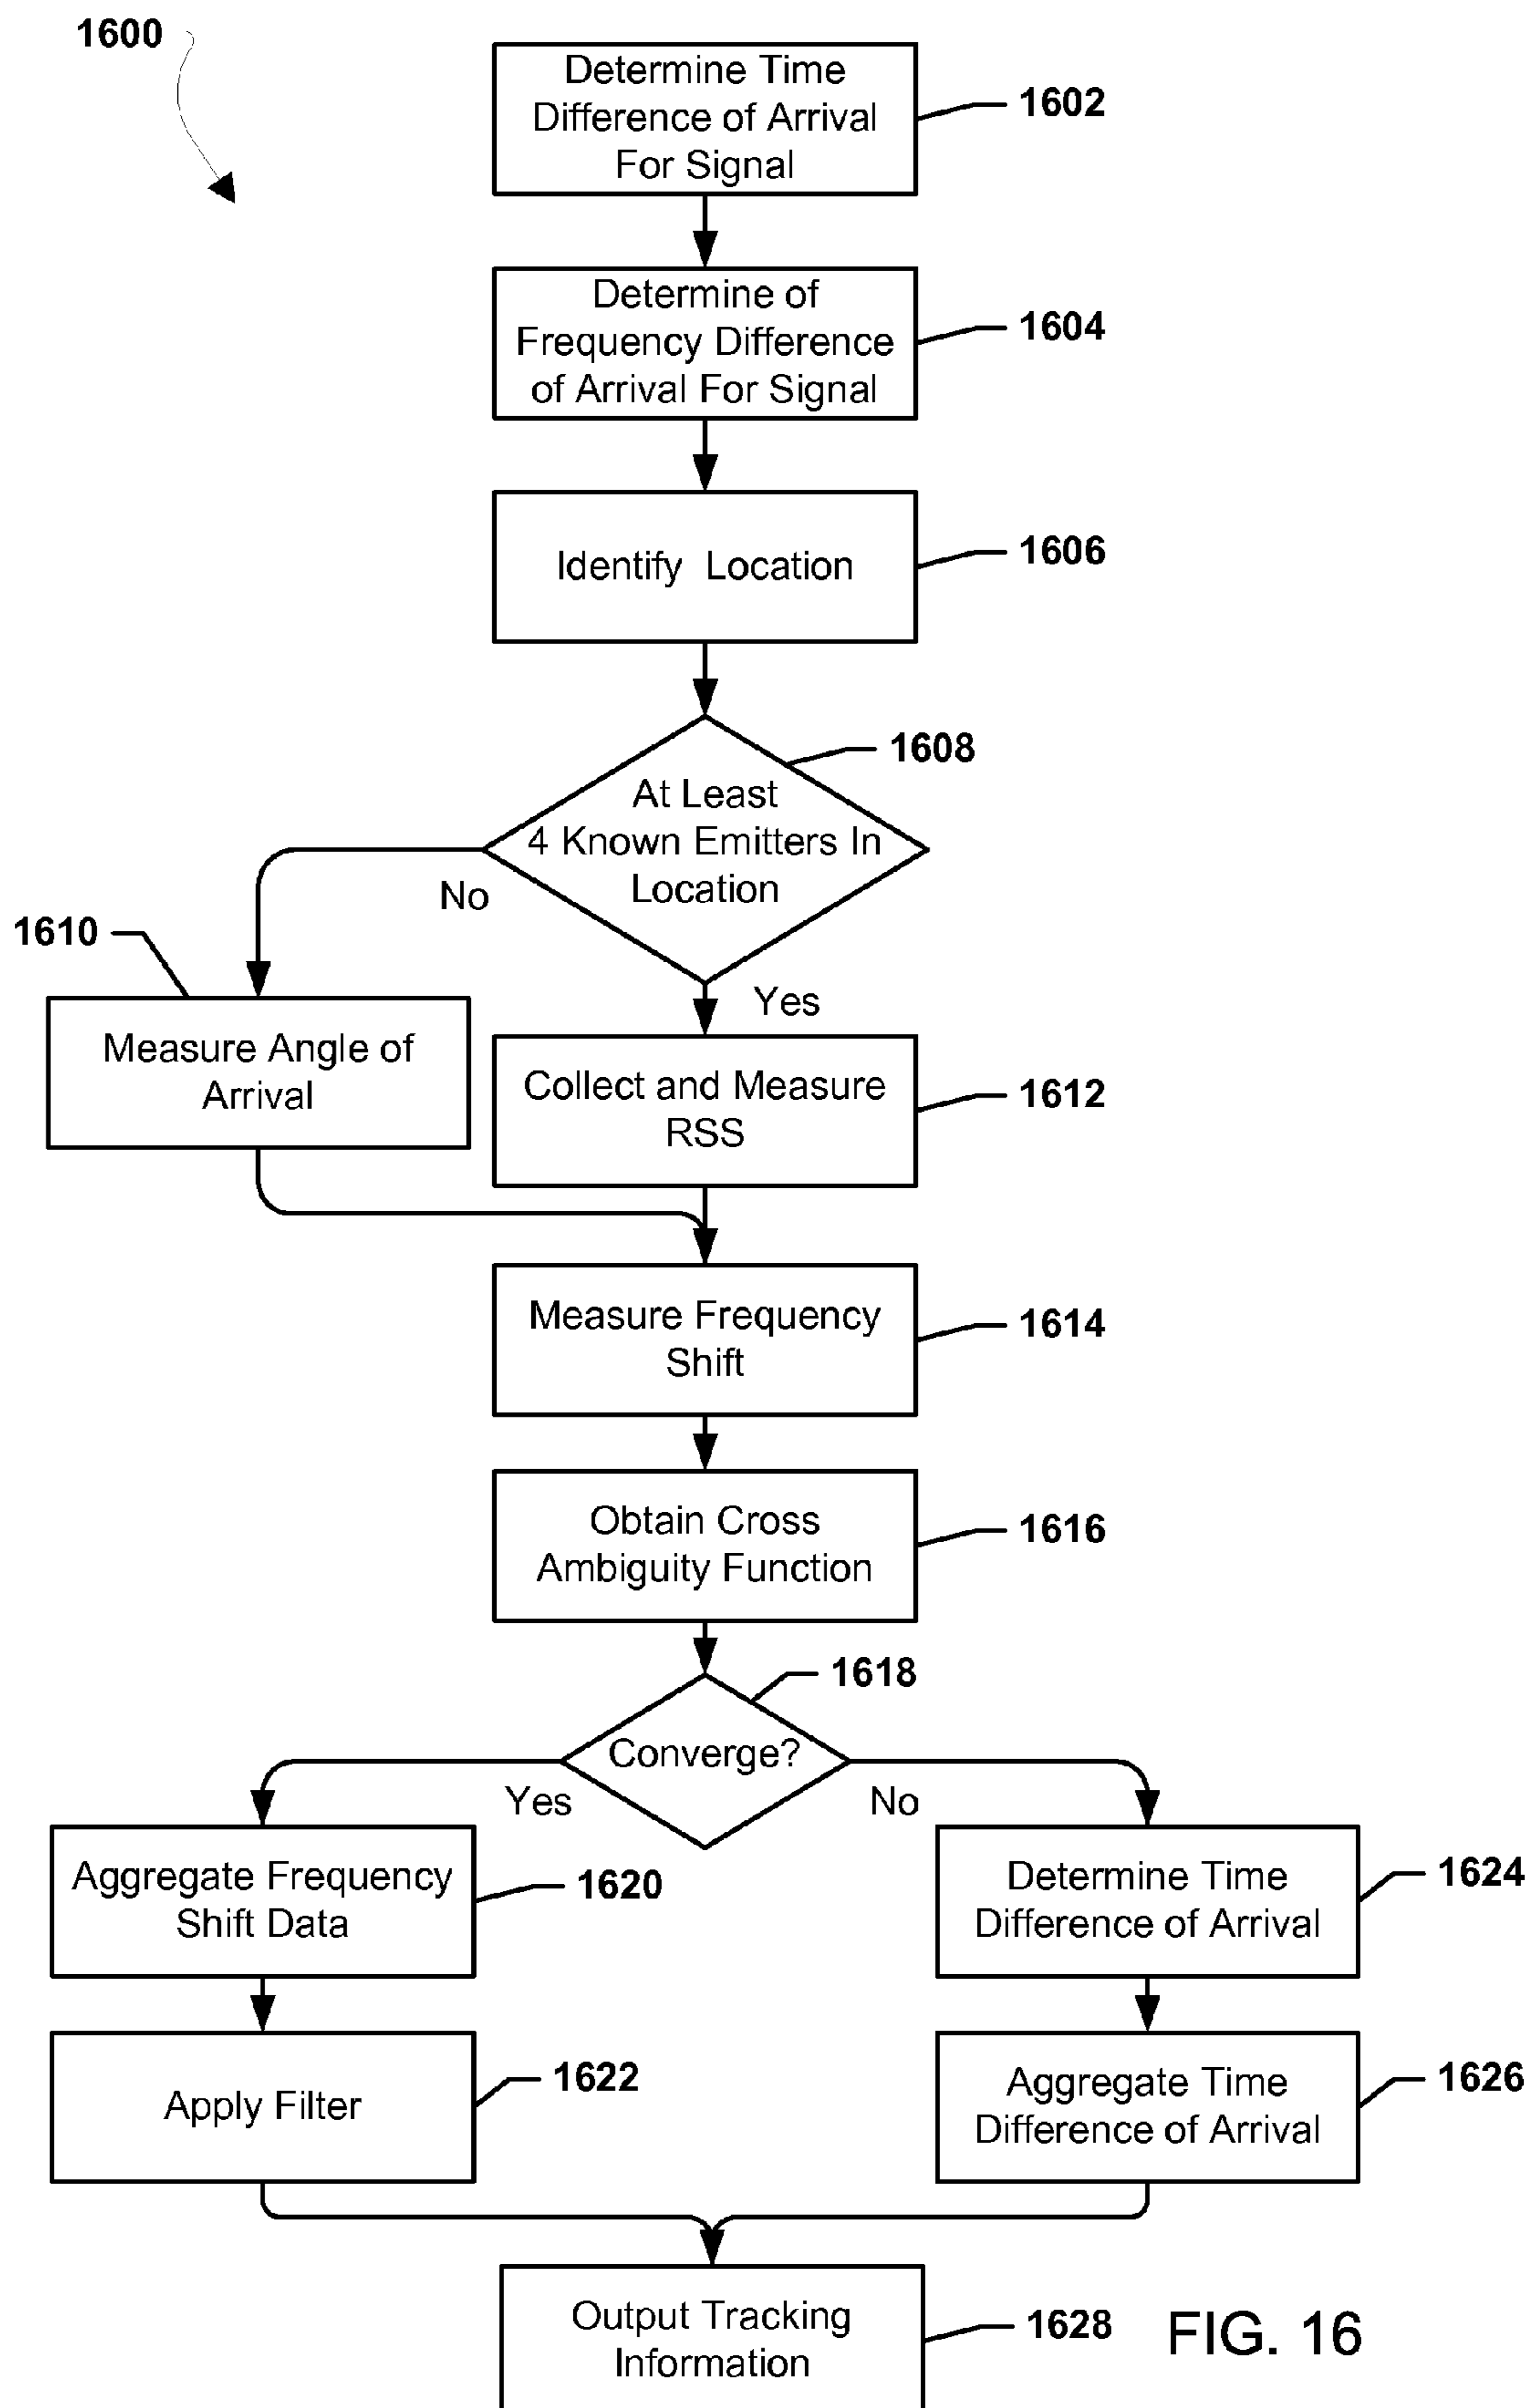 1600
Determine Time
Difference of Arrival
For Signal
1602
Determine of
Frequency Difference
of Arrival For Signal
1604
Identify Location
1606
1608
At Least
4 Known Emitters In
Location
No
Yes
1610
Measure Angle of
Arrival
Collect and Measure
RSS
1612
Measure Frequency
Shift
1614
Obtain Cross
Ambiguity Function
1616
1618
Converge?
Yes
No
Aggregate Frequency
Shift Data
1620
Determine Time
Difference of Arrival
1624
Apply Filter
1622
Aggregate Time
Difference of Arrival
1626
Output Tracking
Information
1628
FIG. 16